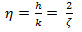 η = h/k = 2/ζ